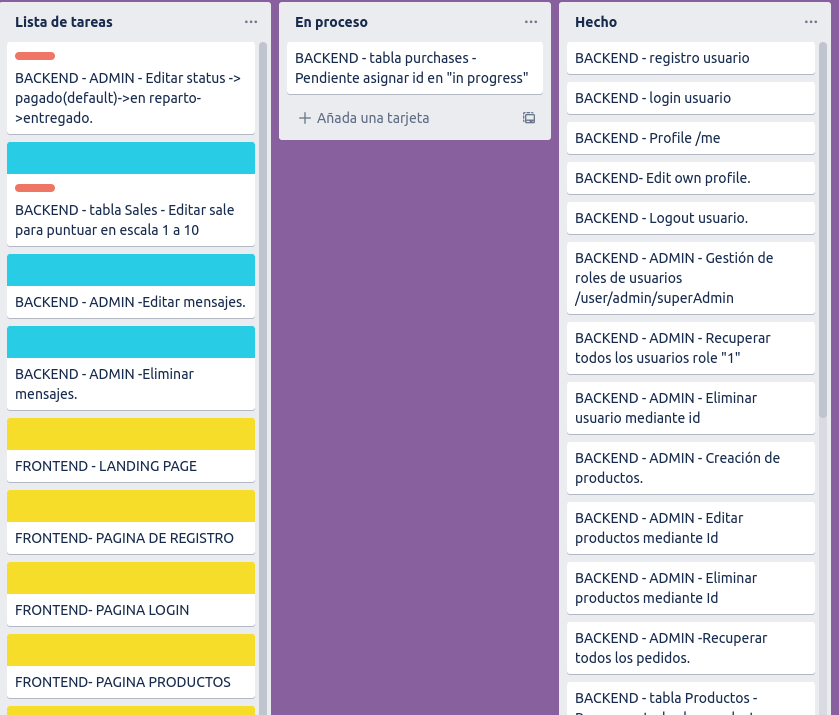 Lista de tareas
BACKEND - ADMIN - Editar status ->
pagado(default)->en reparto-
>entregado.
BACKEND - tabla Sales - Editar sale
para puntuar en escala 1 a 10
BACKEND - ADMIN -Editar mensajes.
BACKEND - ADMIN -Eliminar
mensajes.
FRONTEND - LANDING PAGE
FRONTEND- PAGINA DE REGISTRO
FRONTEND- PAGINA LOGIN
FRONTEND- PAGINA PRODUCTOS
En proceso
BACKEND - tabla purchases -
Pendiente asignar id en "in progress"
Añada una tarjeta
Hecho
BACKEND - registro usuario
BACKEND - login usuario
BACKEND - Profile /me
BACKEND- Edit own profile.
BACKEND - Logout usuario.
BACKEND - ADMIN - Gestión de
roles de usuarios
/user/admin/superAdmin
BACKEND - ADMIN - Recuperar
todos los usuarios role "1"
BACKEND - ADMIN - Eliminar
usuario mediante id
BACKEND - ADMIN - Creación de
productos.
BACKEND - ADMIN - Editar
productos mediante Id
BACKEND - ADMIN - Eliminar
productos mediante Id
BACKEND - ADMIN -Recuperar
todos los pedidos.
BACKEND - tabla Productos -